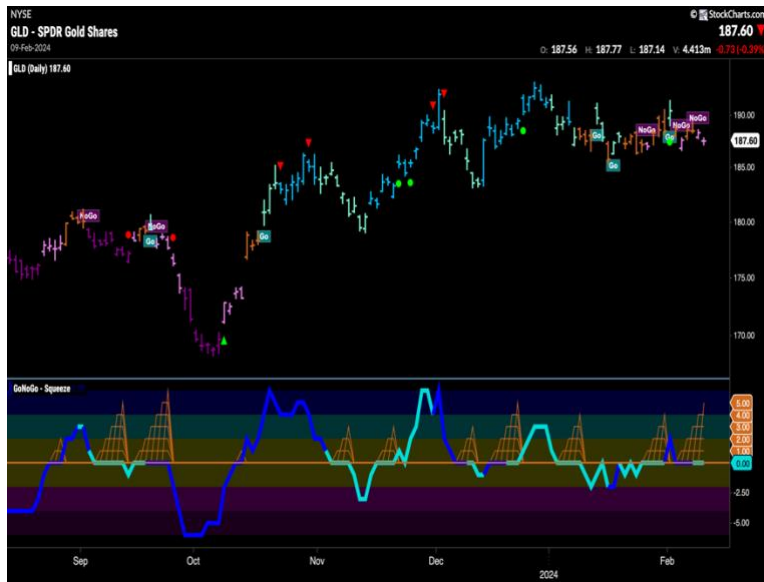 NYSE
© StockCharts.com
GLD - SPDR Gold Shares
187.60
09-Feb-2024
O: 187.56 H: 187.77 L: 187.14 V: 4.413m -0.73 (-0.39%)
GLD (Daily) 187.60
190.00
187.60
185.00
180.00
175.00
170.00
NoGo
Go
NoGo
Go
Go
Go
NoGo
Go
NoGo
NoGo
GoNoGo - Squeeze
5.00
4.00
3.00
2.00
1.00
0.00
-2.50
-5.00
Sep
Oct
Nov
Dec
2024
Feb